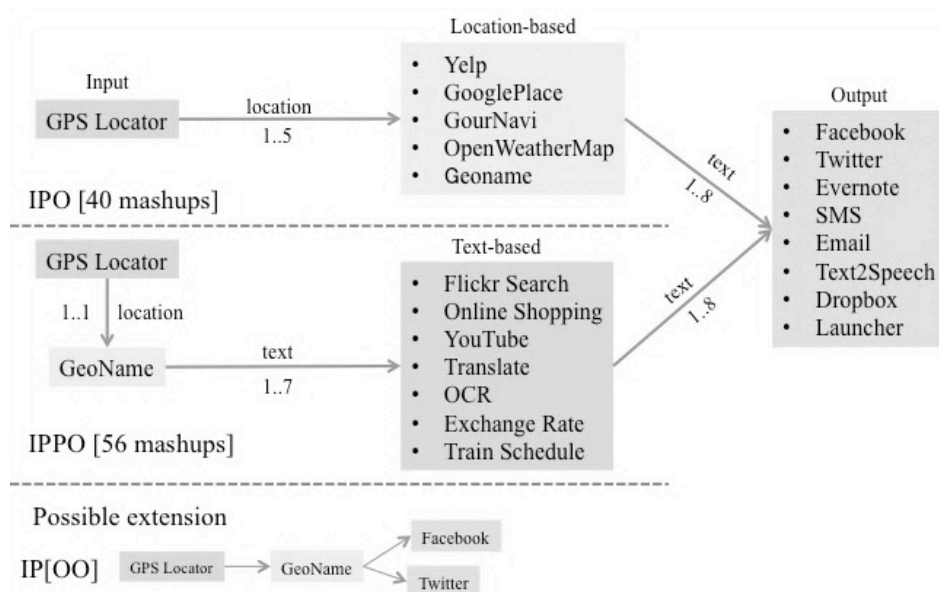 Location-based
Input
• Yelp
• GooglePlace
• GourNavi
• OpenWeatherMap
• Geoname
GPS Locator
location
1..5
Output
• Facebook
• Twitter
• Evernote
• SMS
• Email
• Text2Speech
• Dropbox
• Launcher
text
1..8
IPO [40 mashups]
GPS Locator
Text-based
1..1 location
• Flickr Search
• Online Shopping
• YouTube
• Translate
• OCR
• Exchange Rate
• Train Schedule
text
1..8
GeoName
text
1..7
IPPO [56 mashups]
Possible extension
IP[OO]
GPS Locator
GeoName
Facebook
Twitter